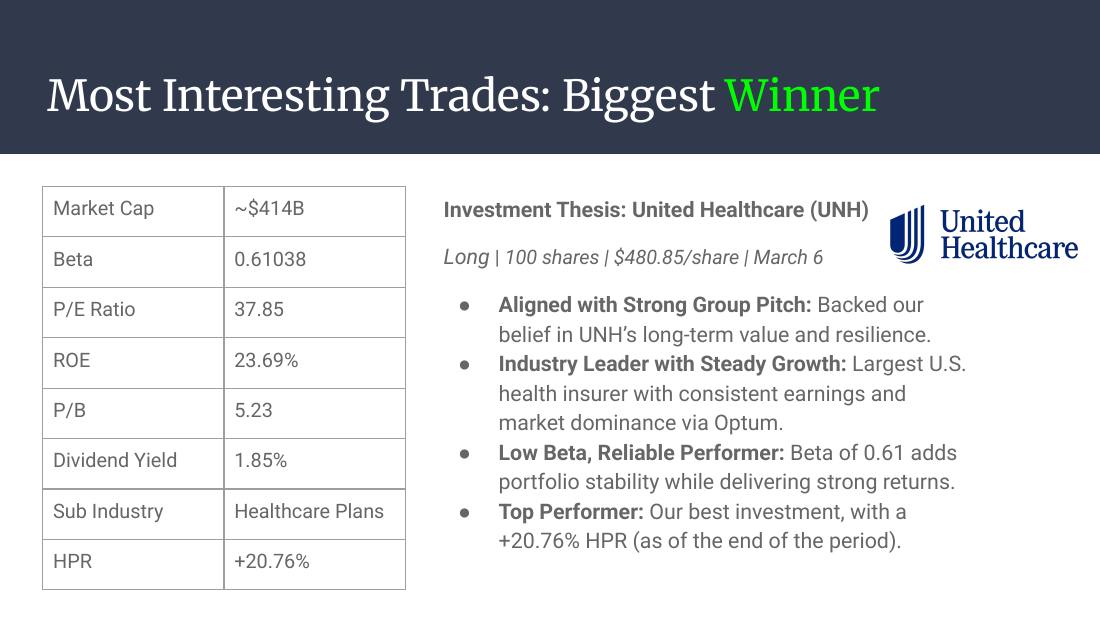 Most Interesting Trades: Biggest Winner
Market Cap ~$414B
Beta 0.61038
P/E Ratio 37.85
ROE 23.69%
P/B 5.23
Dividend Yield 1.85%
Sub Industry Healthcare Plans
HPR +20.76%
Investment Thesis: United Healthcare (UNH)
United
Healthcare
Long | 100 shares | $480.85/share | March 6
● Aligned with Strong Group Pitch: Backed our
belief in UNH’s long-term value and resilience.
● Industry Leader with Steady Growth: Largest U.S.
health insurer with consistent earnings and
market dominance via Optum.
● Low Beta, Reliable Performer: Beta of 0.61 adds
portfolio stability while delivering strong returns.
● Top Performer: Our best investment, with a
+20.76% HPR (as of the end of the period).